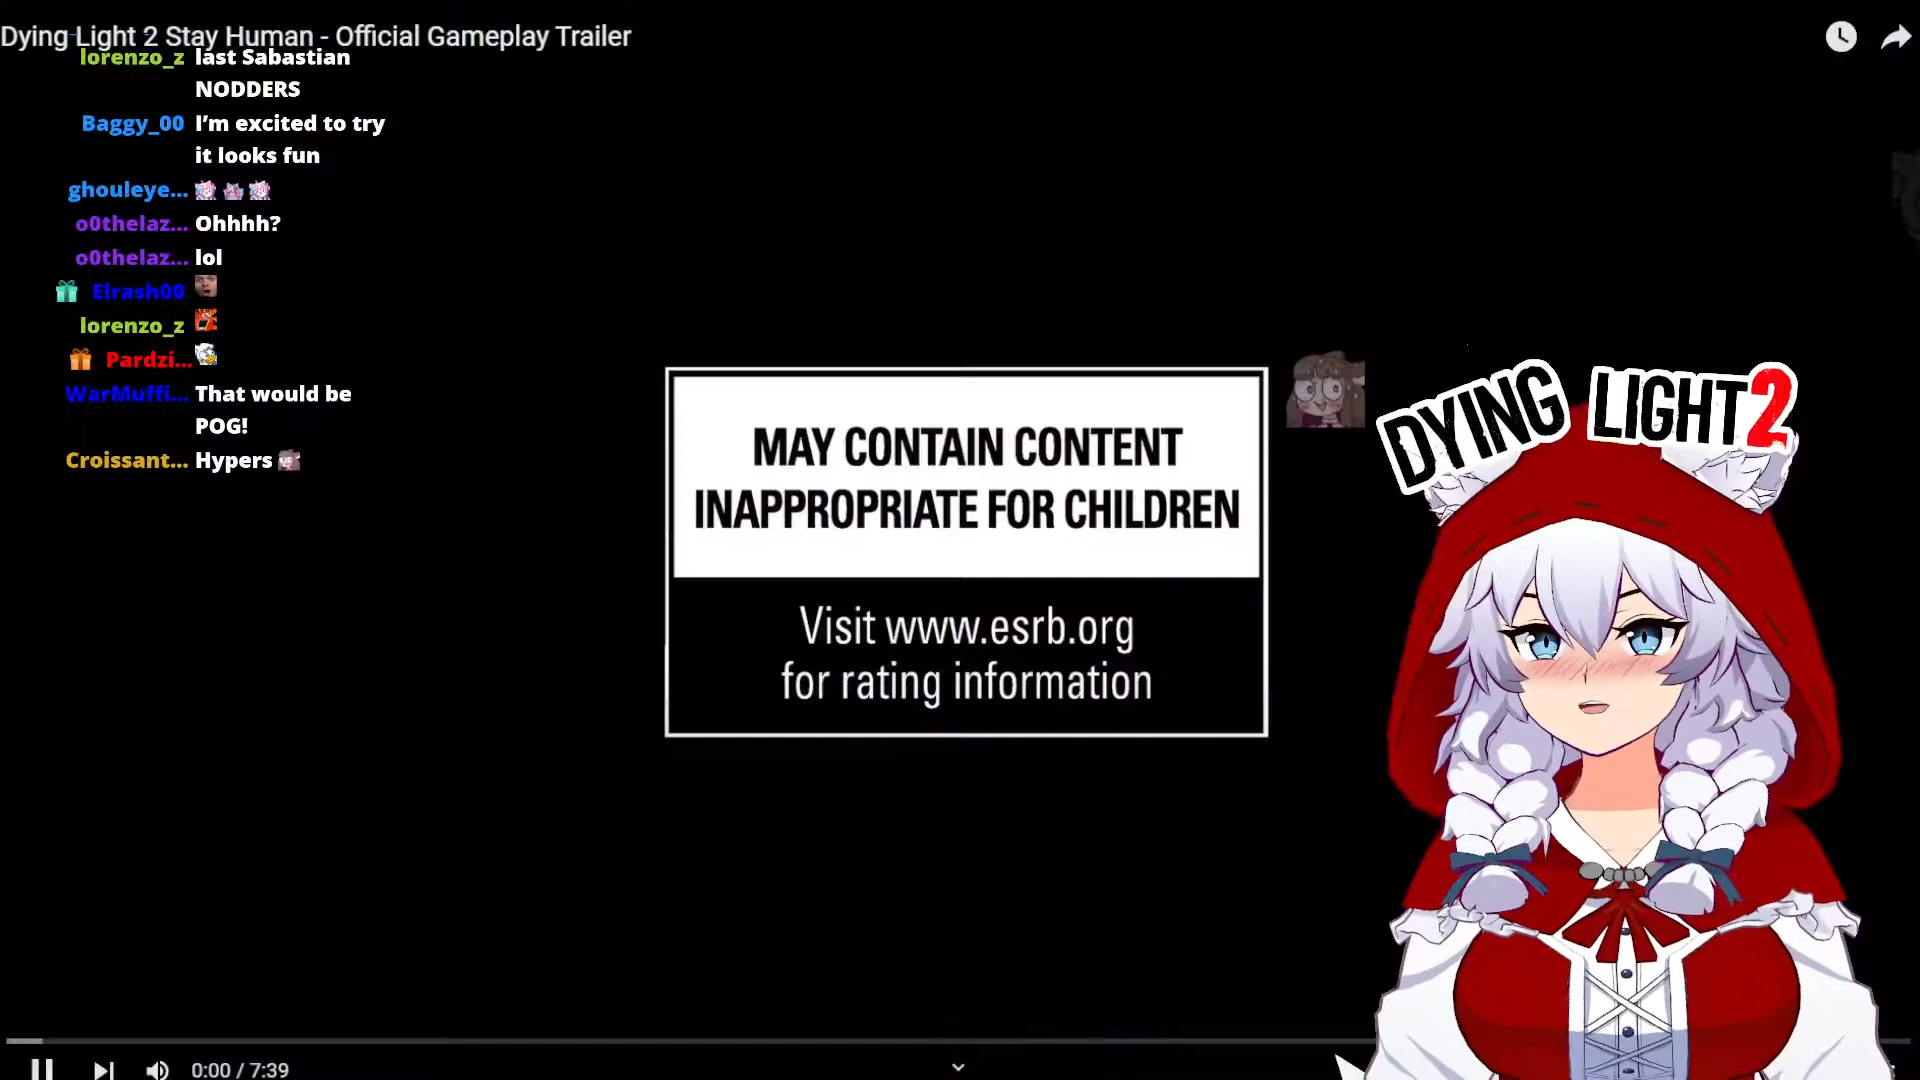 Dying Light 2 Stay Human - Official Gameplay Trailer
lorenzo_z last Sabastian
NODDERS
Baggy_00 I'm excited to try
it looks fun
ghouleye...
o0thelaz... Ohhhh?
o0thelaz... lol
Elrash00
lorenzo_z
Pardzi...
WarMuffi... That would be
POG!
Croissant... Hypers
MAY CONTAIN CONTENT
INAPPROPRIATE FOR CHILDREN
Visit www.esrb.org
for rating information
DYING LIGHT 2
0:00 / 7:39